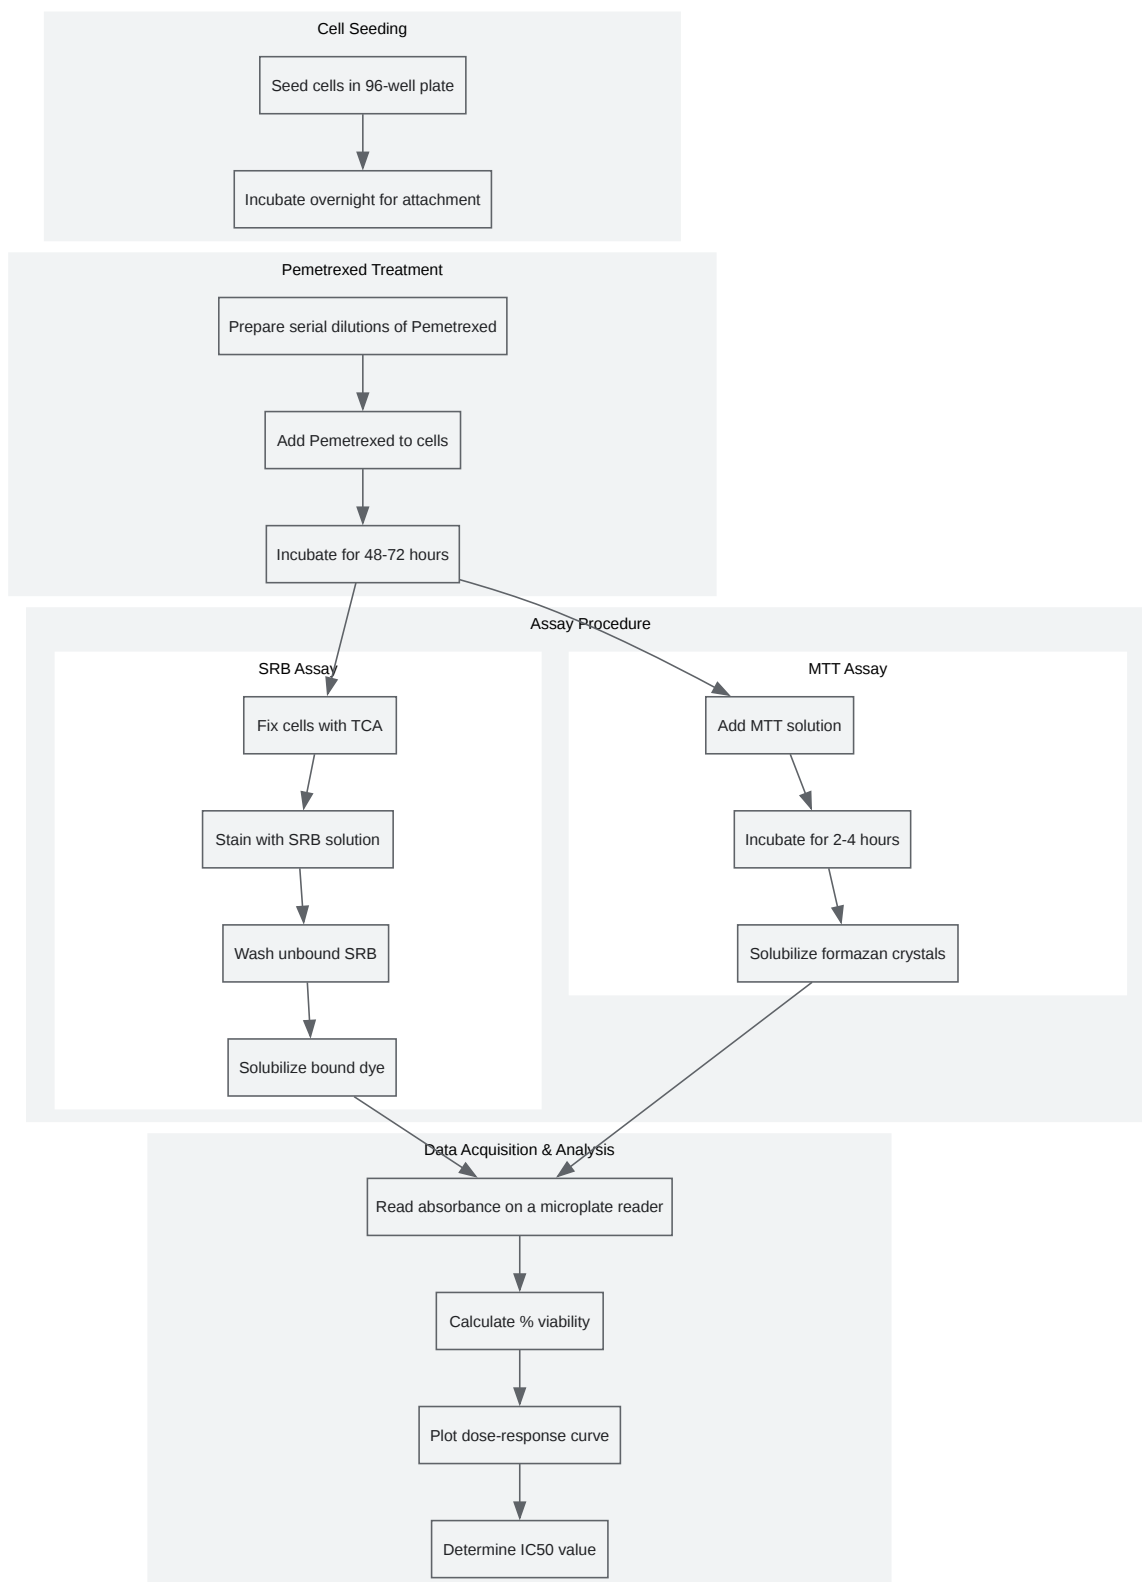 Cell Seeding
Seed cells in 96-well plate
Incubate overnight for attachment
Pemetrexed Treatment
Prepare serial dilutions of Pemetrexed
Add Pemetrexed to cells
Incubate for 48-72 hours
Assay Procedure
SRB Assay
Fix cells with TCA
Stain with SRB solution
Wash unbound SRB
Solubilize bound dye
MTT Assay
Add MTT solution
Incubate for 2-4 hours
Solubilize formazan crystals
Data Acquisition & Analysis
Read absorbance on a microplate reader
Calculate % viability
Plot dose-response curve
Determine IC50 value